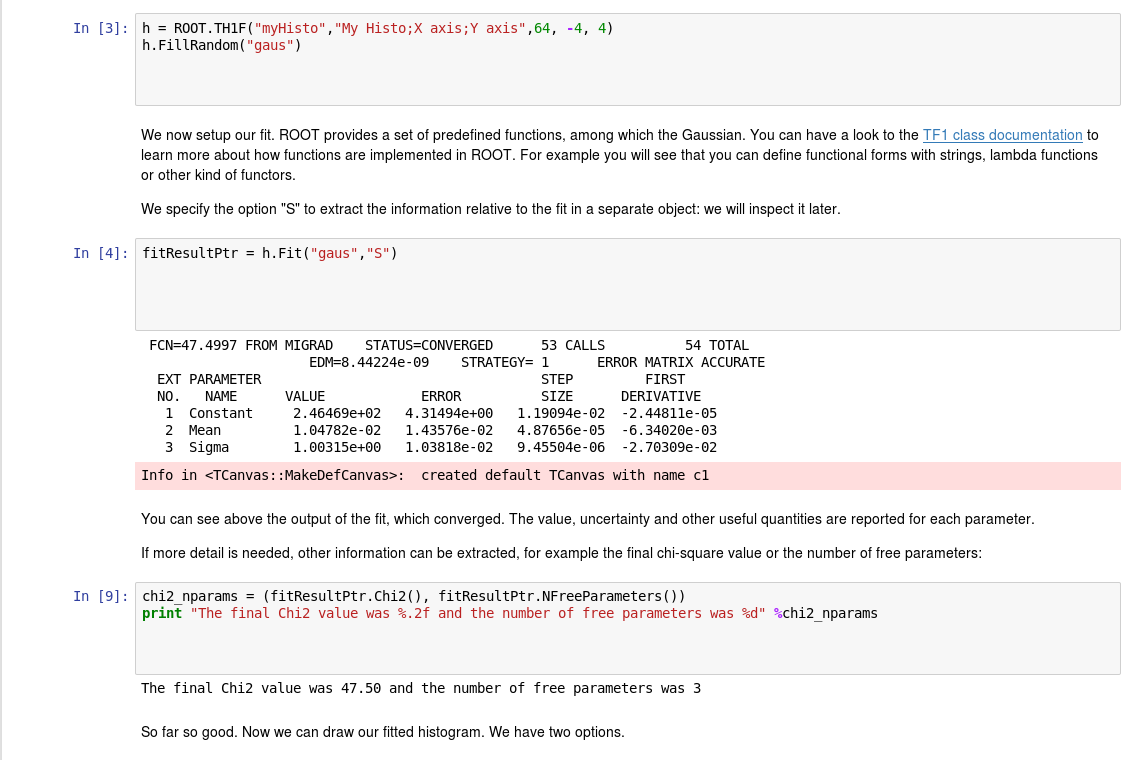 In [3]: h = ROOT.TH1F("myHisto","My Histo;X axis;Y axis",64, -4, 4)
h.FillRandom("gaus")
We now setup our fit. ROOT provides a set of predefined functions, among which the Gaussian. You can have a look to the TF1 class documentation to
learn more about how functions are implemented in ROOT. For example you will see that you can define functional forms with strings, lambda functions
or other kind of functors.
We specify the option "S" to extract the information relative to the fit in a separate object: we will inspect it later.
In [4]: fitResultPtr = h.Fit("gaus","S")
FCN=47.4997 FROM MIGRAD    STATUS=CONVERGED      53 CALLS          54 TOTAL
EDM=8.44224e-09    STRATEGY= 1      ERROR MATRIX ACCURATE
EXT PARAMETER                                   STEP         FIRST
NO.   NAME      VALUE            ERROR          SIZE      DERIVATIVE
1  Constant     2.46469e+02   4.31494e+00   1.19094e-02  -2.44811e-05
2  Mean         1.04782e-02   1.43576e-02   4.87656e-05  -6.34020e-03
3  Sigma        1.00315e+00   1.03818e-02   9.45504e-06  -2.70309e-02
Info in <TCanvas::MakeDefCanvas>:  created default TCanvas with name c1
You can see above the output of the fit, which converged. The value, uncertainty and other useful quantities are reported for each parameter.
If more detail is needed, other information can be extracted, for example the final chi-square value or the number of free parameters:
In [9]: chi2_nparams = (fitResultPtr.Chi2(), fitResultPtr.NFreeParameters())
print "The final Chi2 value was %.2f and the number of free parameters was %d" %chi2_nparams
The final Chi2 value was 47.50 and the number of free parameters was 3
So far so good. Now we can draw our fitted histogram. We have two options.